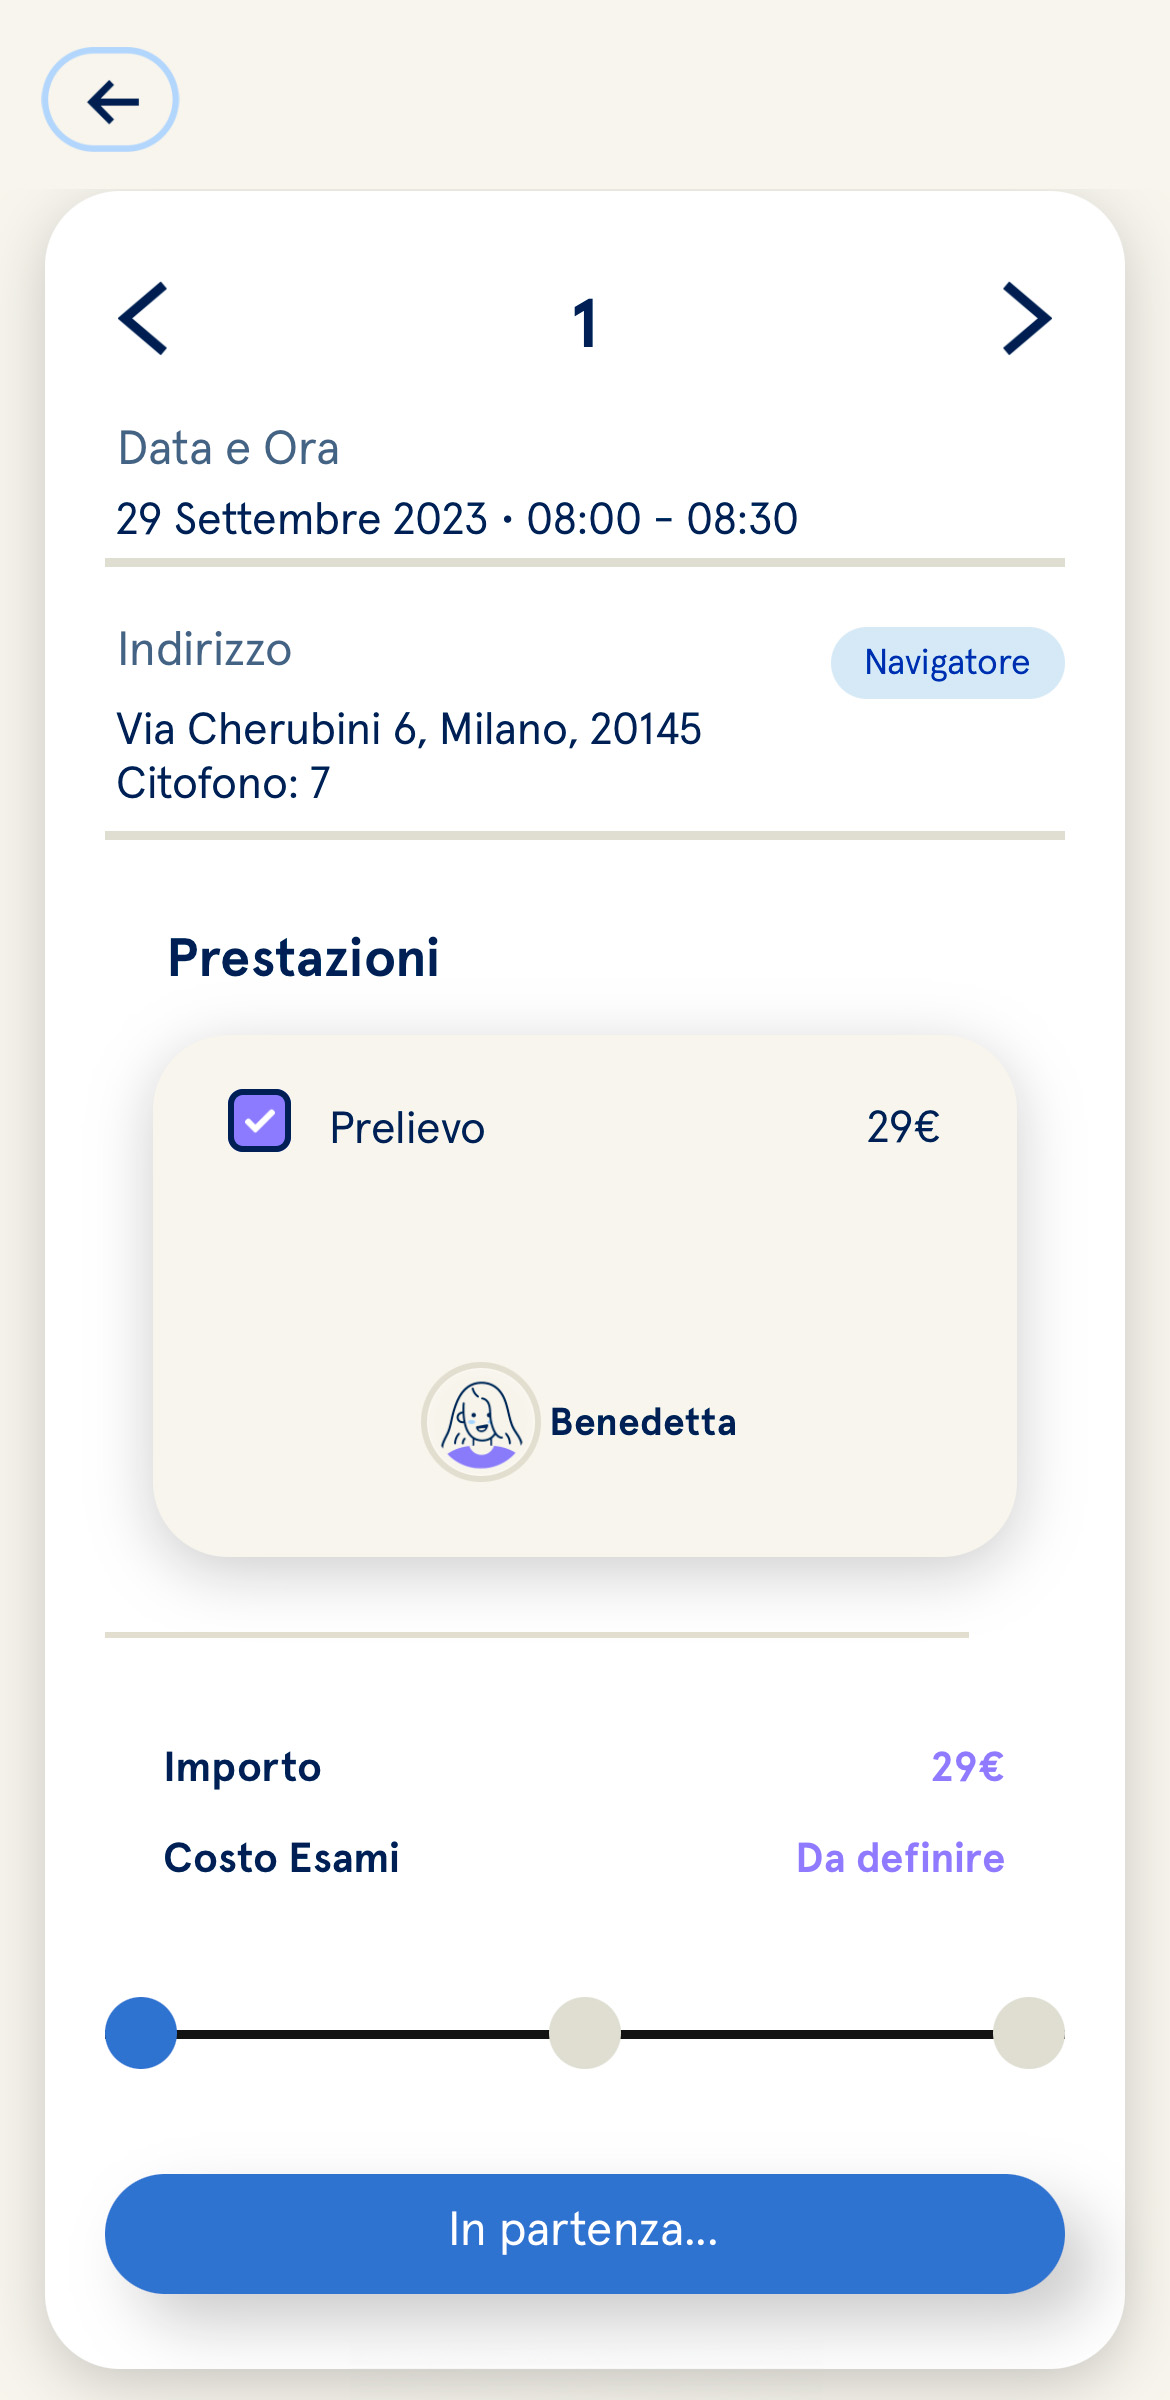 1
Data e Ora
29 Settembre 2023 • 08:00 - 08:30
Indirizzo
Navigatore
Via Cherubini 6, Milano, 20145
Citofono: 7
Prestazioni
Prelievo 29€
Benedetta
Importo 29€
Costo Esami Da definire
In partenza...